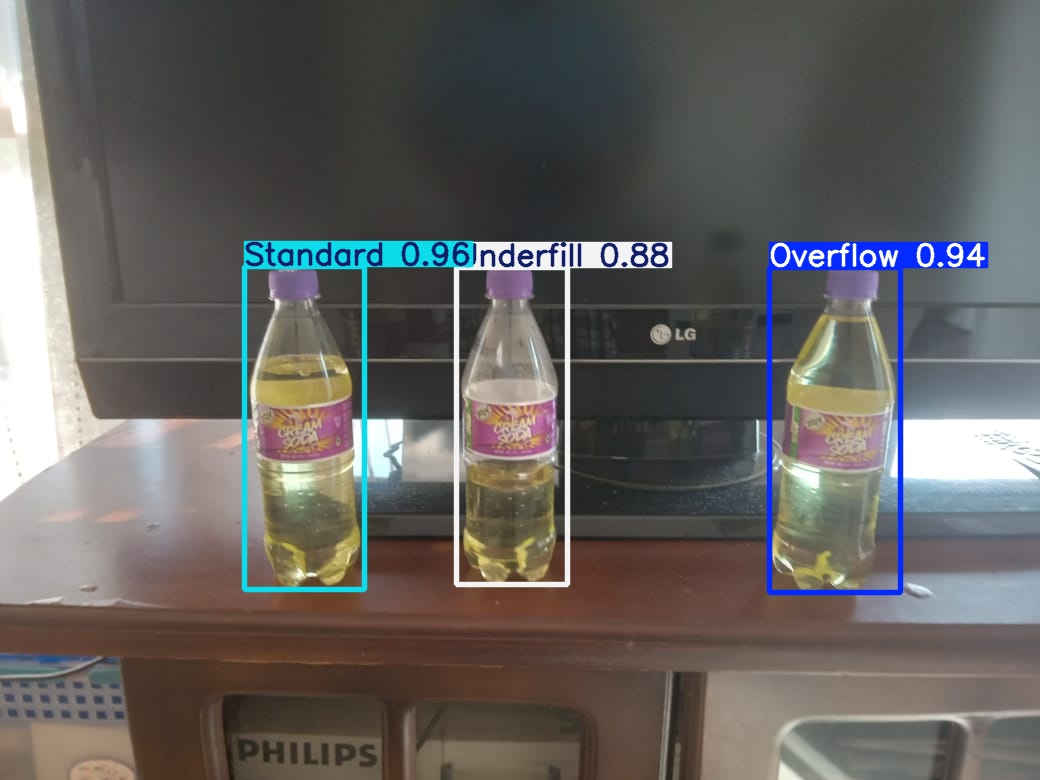 Standard 0.96
Underfill 0.88
Overflow 0.94
LG
CREAM
SODA
CREAM
SODA
CREAM
SODA
PHILIPS